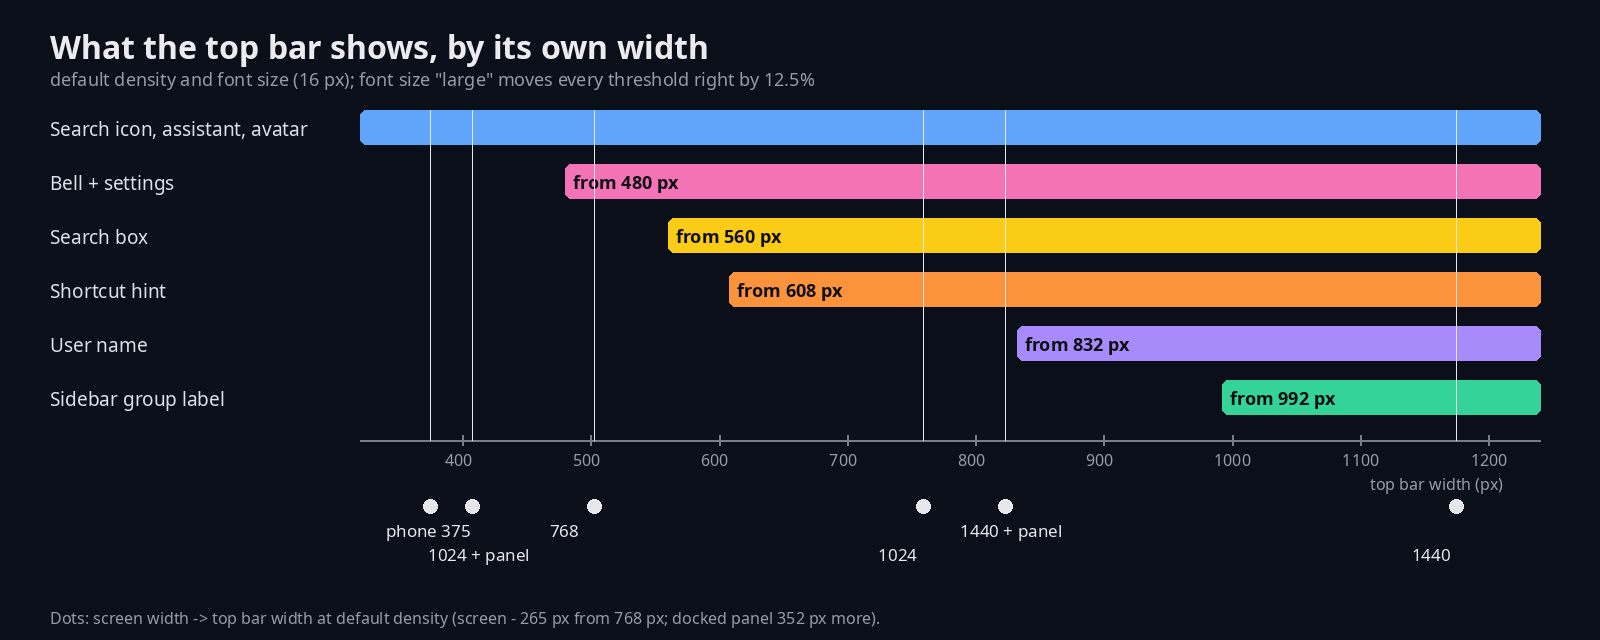 What the top bar shows, by its own width
default density and font size (16 px); font size "large" moves every threshold right by 12.5%
Search icon, assistant, avatar
Bell + settings
from 480 px
Search box
from 560 px
Shortcut hint
from 608 px
User name
from 832 px
Sidebar group label
from 992 px
400 500 600 700 800 900 1000 1100 1200
top bar width (px)
phone 375 768 1440 + panel
1024 + panel 1024 1440
Dots: screen width -> top bar width at default density (screen - 265 px from 768 px; docked panel 352 px more).